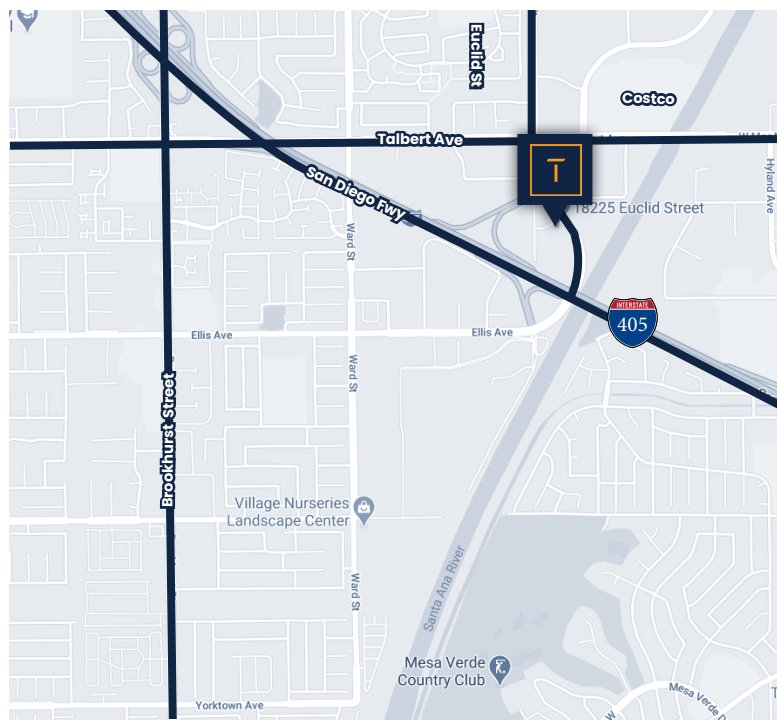 Euclid St
Costco
Talbert Ave
Hyland Ave
T
San Diego Fwy
18225 Euclid Street
Ward St
INTERSTATE
405
Ellis Ave
Ellis Ave
Ward St
Brookhurst Street
Village Nurseries
Landscape Center
Santa Ana River
Ward St
Mesa Verde
Country Club
Mesa Verde
Yorktown Ave